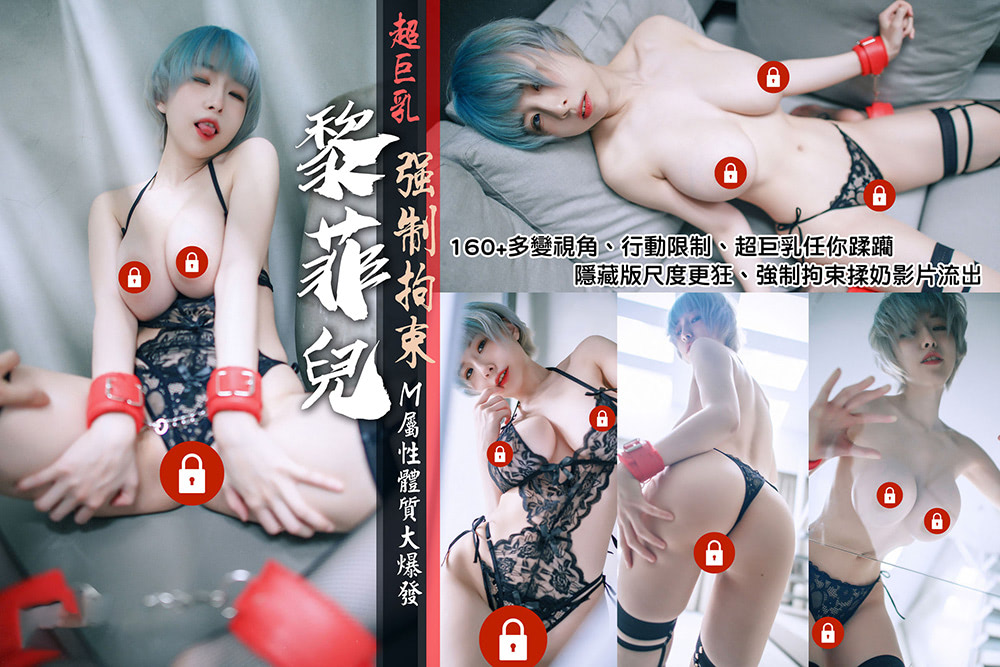 超巨乳
黎菲兒
強制拘束
M屬性體質大爆發
160+多變視角、行動限制、超巨乳任你蹂躪
隱藏版尺度更狂、強制拘束揉奶影片流出